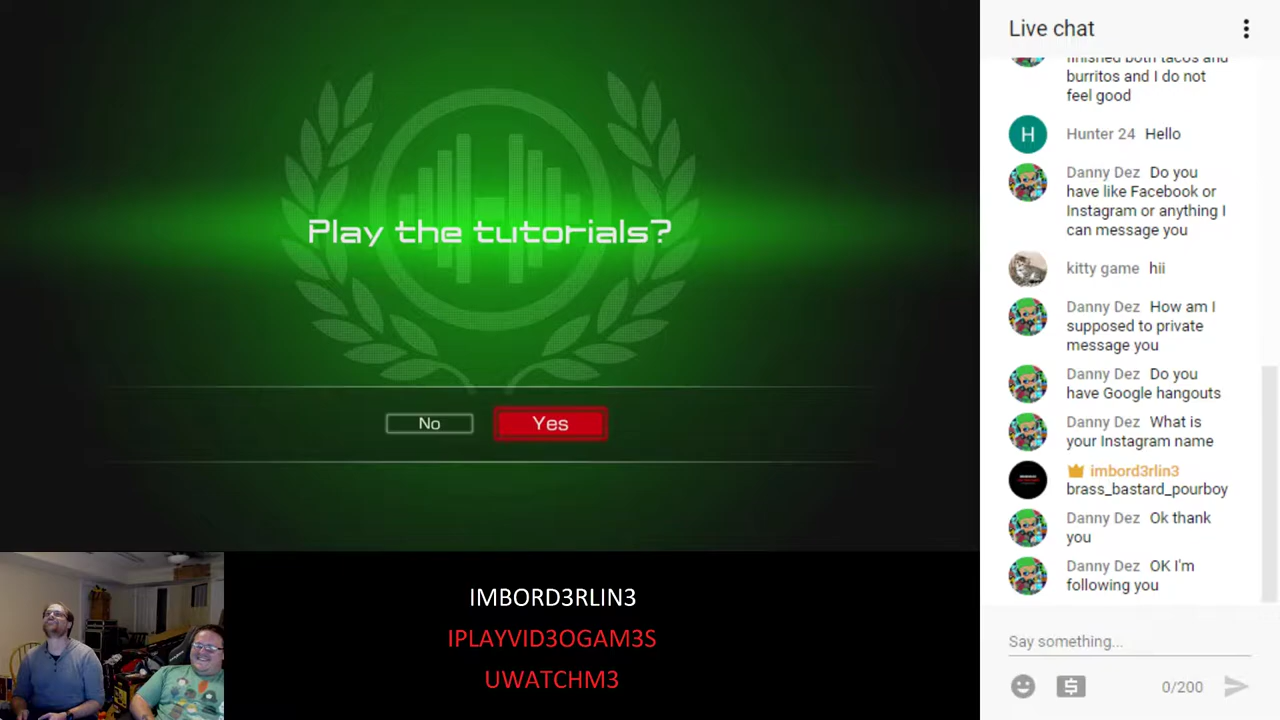 Play the tutorials?
No
Yes
IMBORD3RLIN3
IPLAYVID3OGAM3S
UWATCHM3
Live chat
finished both tacos and
burritos and I do not
feel good
Hunter 24 Hello
H
Danny Dez Do you
have like Facebook or
Instagram or anything I
can message you
kitty game hii
Danny Dez How am I
supposed to private
message you
Danny Dez Do you
have Google hangouts
Danny Dez What is
your Instagram name
imbord3rlin3
brass_bastard_pourboy
Danny Dez Ok thank
you
Danny Dez OK I'm
following you
Say something...
0/200